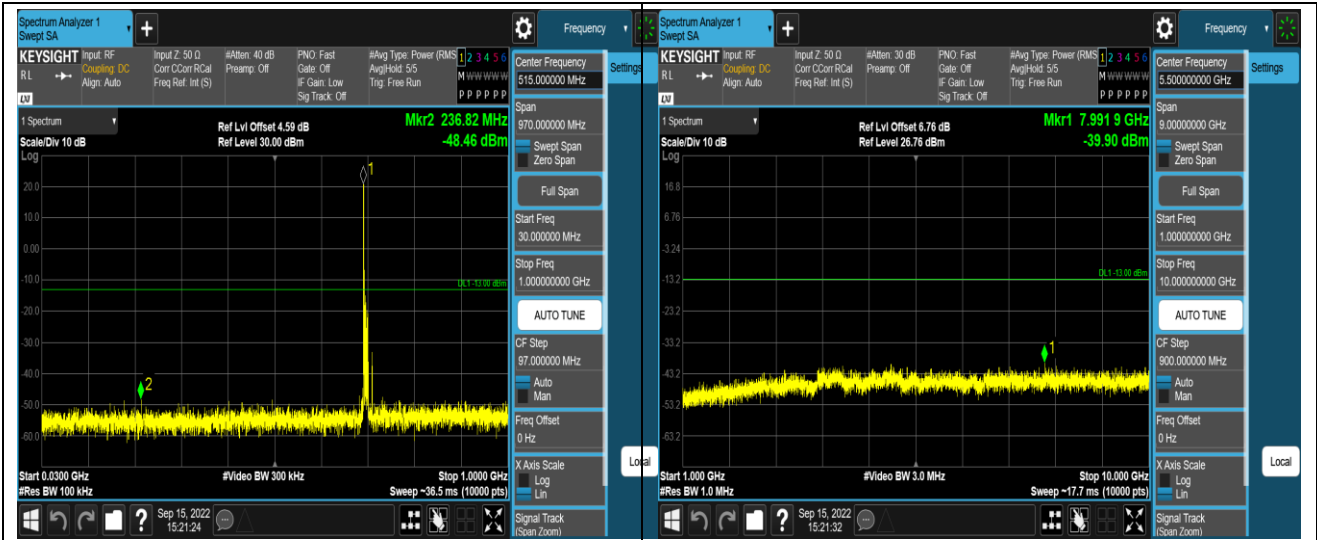 Spectrum Analyzer 1
Swept SA
+
Frequency
KEYSIGHT
RL
LXI
Input: RF
Coupling: DC
Align: Auto
Input Z: 50 Ω
Corr CCorr RCal
Freq Ref: Int (S)
#Atten: 40 dB
Preamp: Off
PNO: Fast
Gate: Off
IF Gain: Low
Sig Track: Off
#Avg Type: Power (RMS
Avg|Hold: 5/5
Trig: Free Run
1 2 3 4 5 6
M W W W W W
P P P P P P
1 Spectrum
Scale/Div 10 dB
Log
Ref Lvl Offset 4.59 dB
Ref Level 30.00 dBm
Mkr2 236.82 MHz
-48.46 dBm
1
20.0
10.0
0.00
-10.0
DL1 -13.00 dBm
-20.0
-30.0
-40.0
2
-50.0
-60.0
Start 0.0300 GHz
#Video BW 300 kHz
Stop 1.0000 GHz
#Res BW 100 kHz
Sweep ~36.5 ms (10000 pts)
?
Sep 15, 2022
15:21:24
Center Frequency
515.000000 MHz
Settings
Span
970.000000 MHz
Swept Span
Zero Span
Full Span
Start Freq
30.000000 MHz
Stop Freq
1.000000000 GHz
AUTO TUNE
CF Step
97.000000 MHz
Auto
Man
Freq Offset
0 Hz
X Axis Scale
Log
Lin
Local
Signal Track
(Span Zoom)
Spectrum Analyzer 1
Swept SA
+
Frequency
KEYSIGHT
RL
LXI
Input: RF
Coupling: DC
Align: Auto
Input Z: 50 Ω
Corr CCorr RCal
Freq Ref: Int (S)
#Atten: 30 dB
Preamp: Off
PNO: Fast
Gate: Off
IF Gain: Low
Sig Track: Off
#Avg Type: Power (RMS
Avg|Hold: 5/5
Trig: Free Run
1 2 3 4 5 6
M W W W W W
P P P P P P
1 Spectrum
Scale/Div 10 dB
Log
Ref Lvl Offset 6.76 dB
Ref Level 26.76 dBm
Mkr1 7.991 9 GHz
-39.90 dBm
16.8
6.76
-3.24
-13.2
DL1 -13.00 dBm
-23.2
-33.2
1
-43.2
-53.2
-63.2
Start 1.000 GHz
#Video BW 3.0 MHz
Stop 10.000 GHz
#Res BW 1.0 MHz
Sweep ~17.7 ms (10000 pts)
?
Sep 15, 2022
15:21:32
Center Frequency
5.500000000 GHz
Settings
Span
9.00000000 GHz
Swept Span
Zero Span
Full Span
Start Freq
1.000000000 GHz
Stop Freq
10.000000000 GHz
AUTO TUNE
CF Step
900.000000 MHz
Auto
Man
Freq Offset
0 Hz
X Axis Scale
Log
Lin
Local
Signal Track
(Span Zoom)